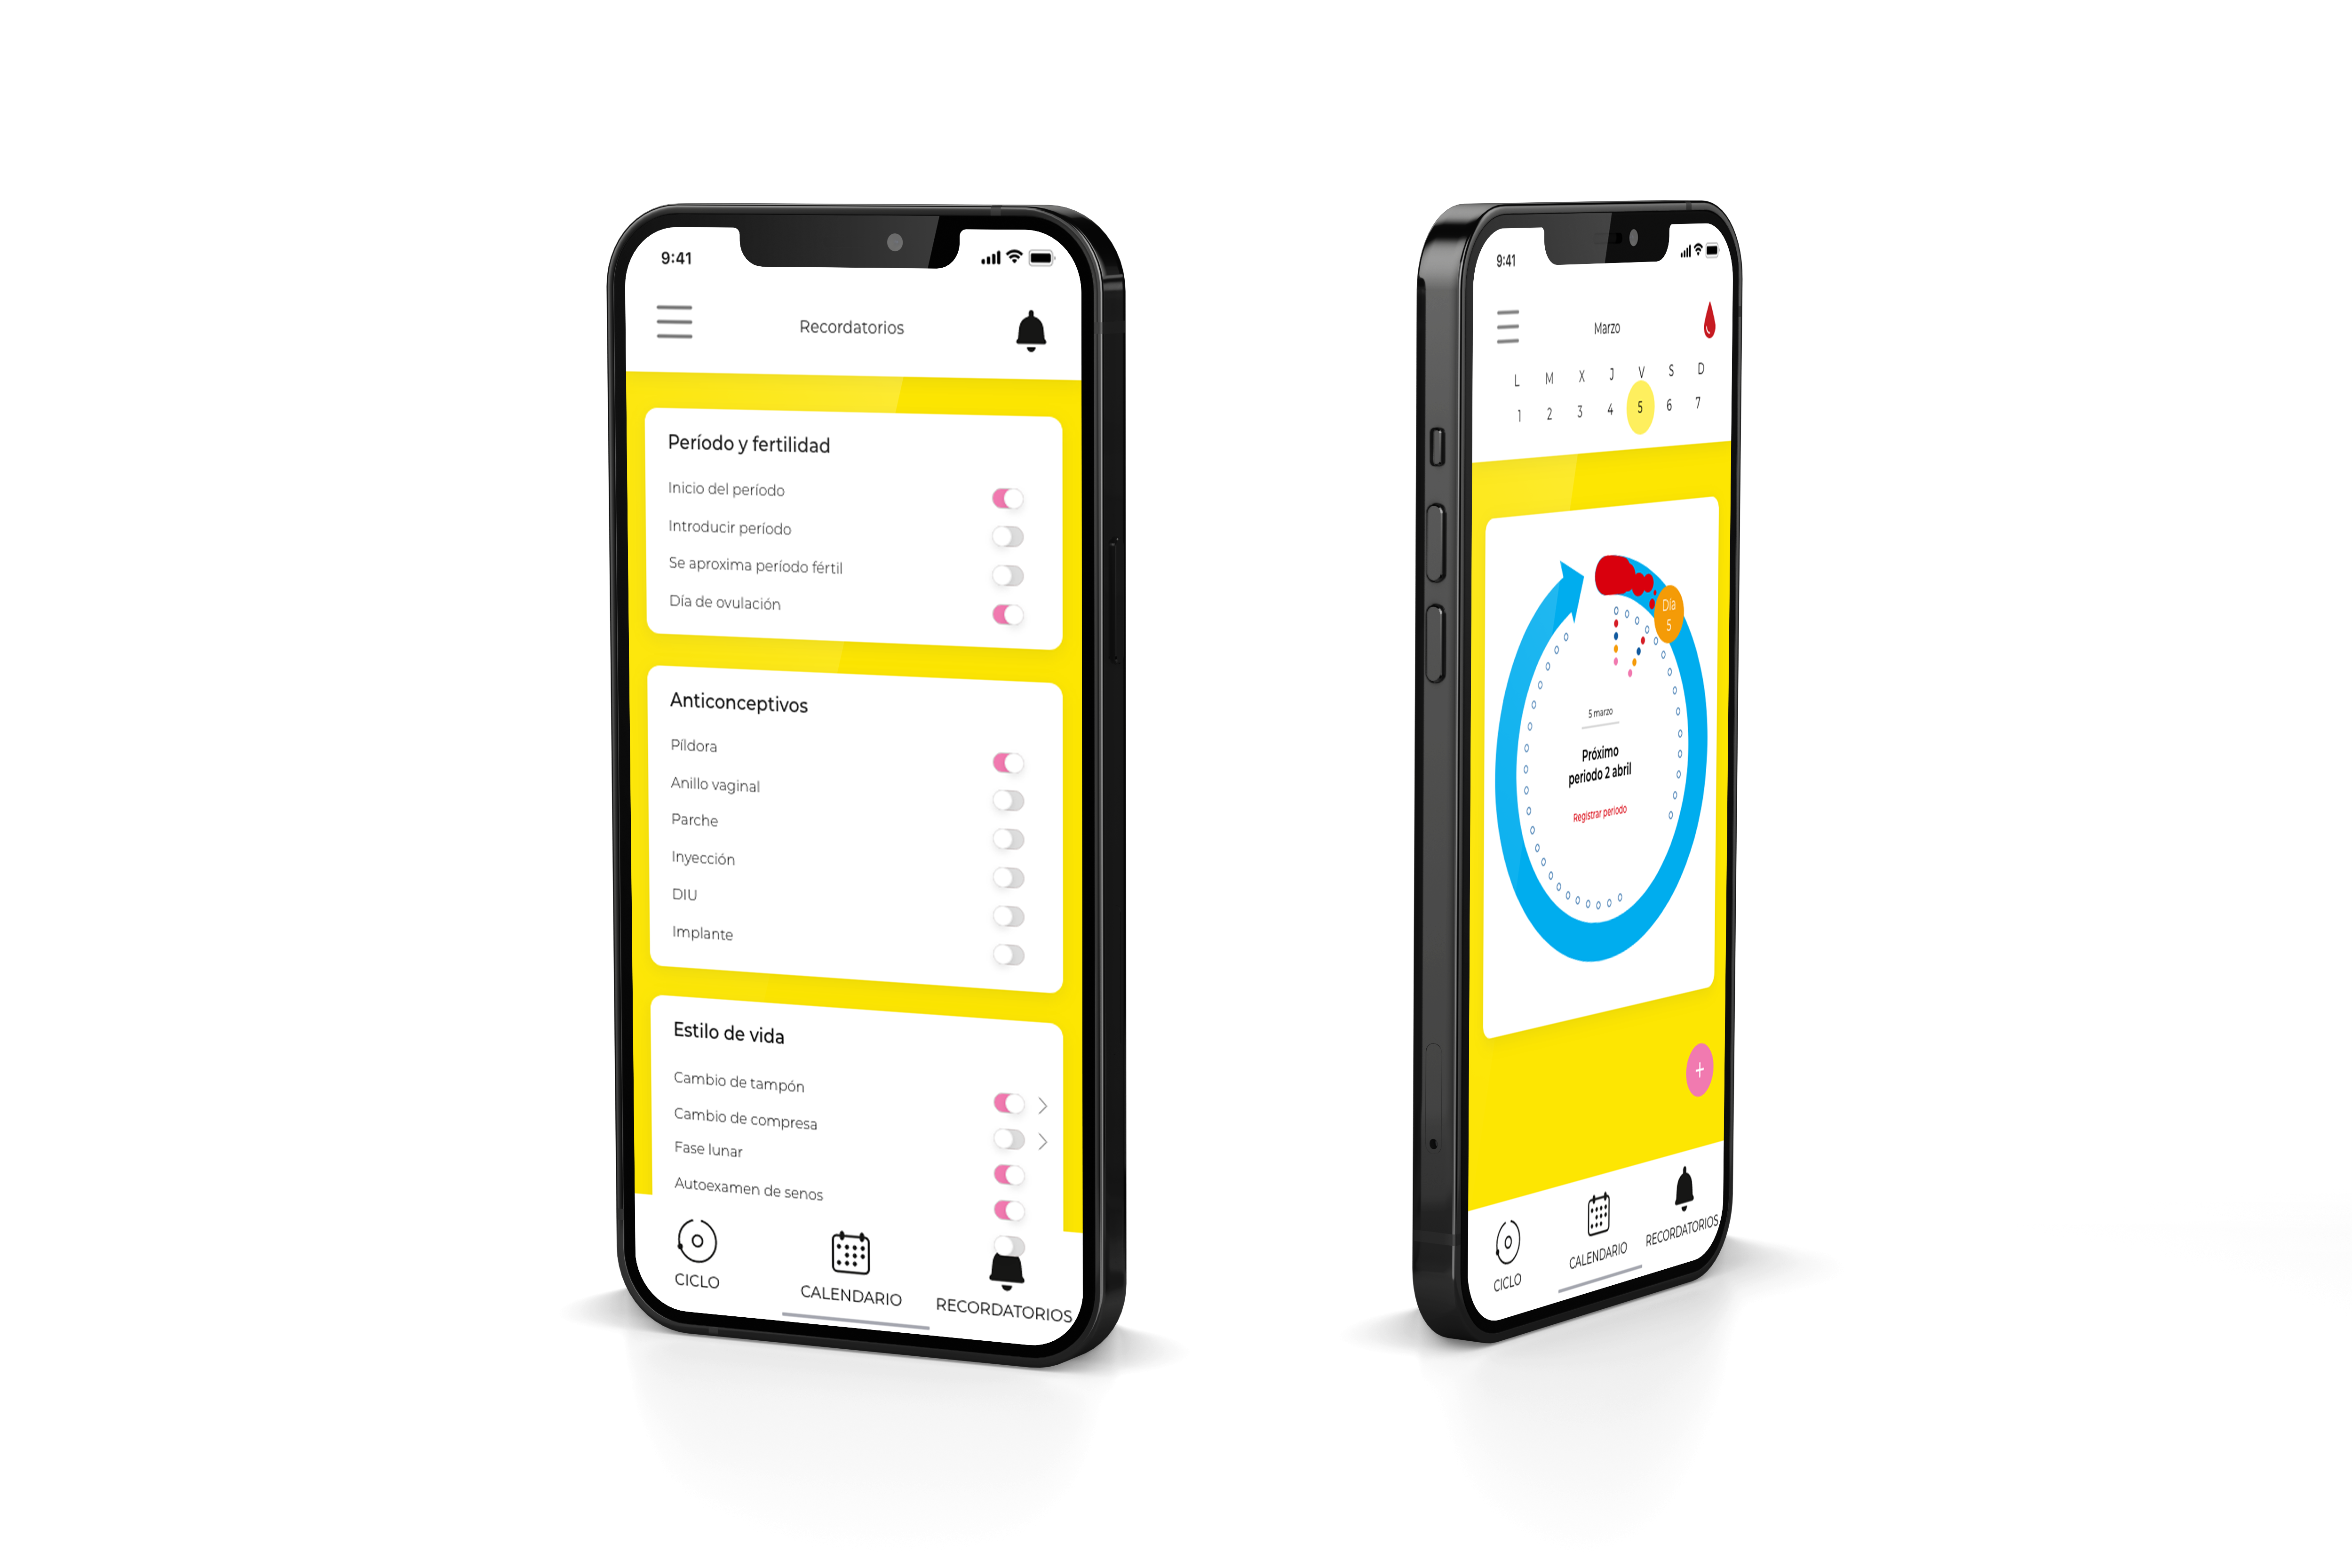 9:41
Recordatorios
Período y fertilidad
Inicio del período
Introducir período
Se aproxima período fértil
Día de ovulación
Anticonceptivos
Píldora
Anillo vaginal
Parche
Inyección
DIU
Implante
Estilo de vida
Cambio de tampón
Cambio de compresa
Fase lunar
Autoexamen de senos
CICLO
CALENDARIO
RECORDATORIOS
9:41
Marzo
L M X J V S D
1 2 3 4 5 6 7
Día
5
5 marzo
Próximo
periodo 2 abril
Registrar periodo
+
CICLO
CALENDARIO
RECORDATORIOS